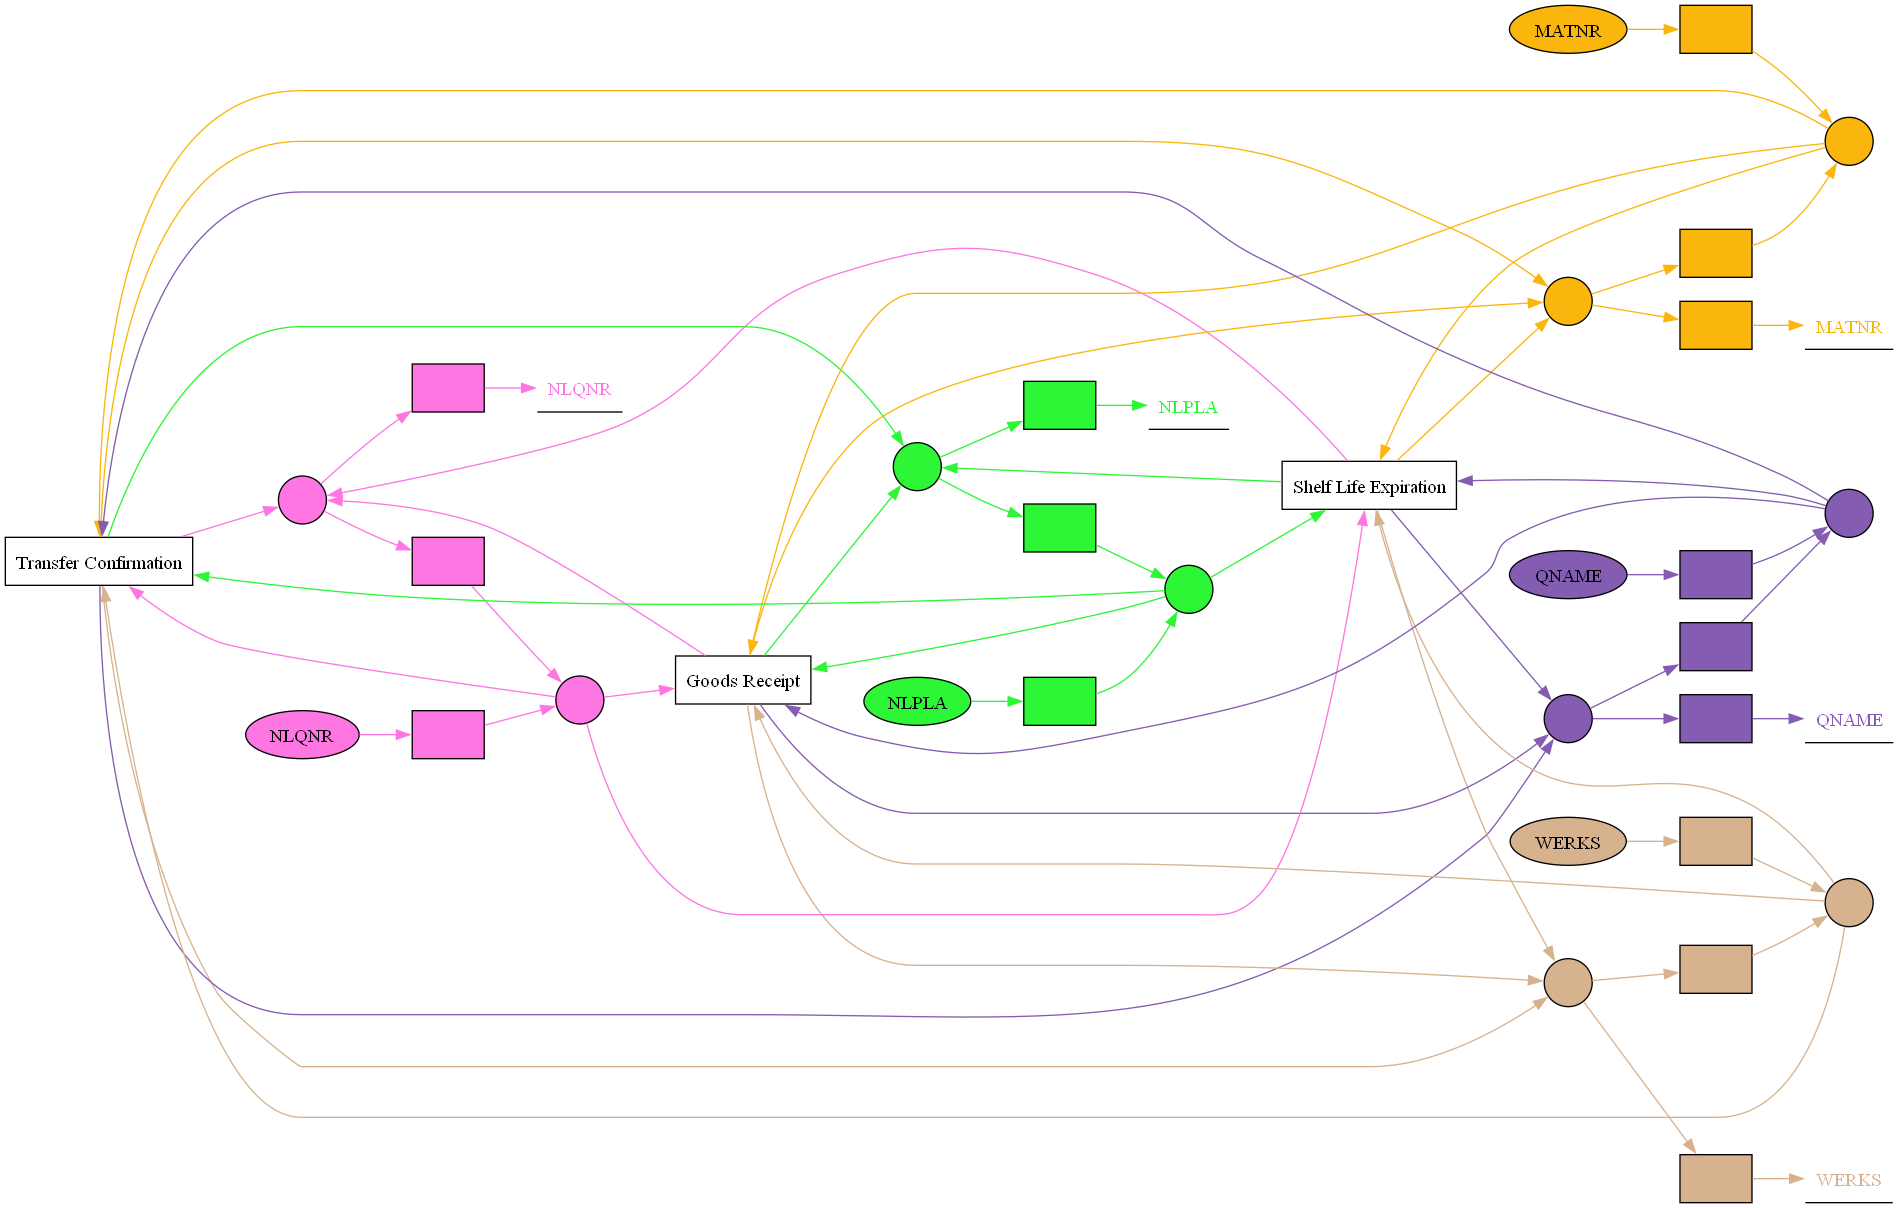 MATNR
MATNR
NLQNR
NLPLA
Shelf Life Expiration
Transfer Confirmation
QNAME
Goods Receipt
NLPLA
NLQNR
QNAME
WERKS
WERKS